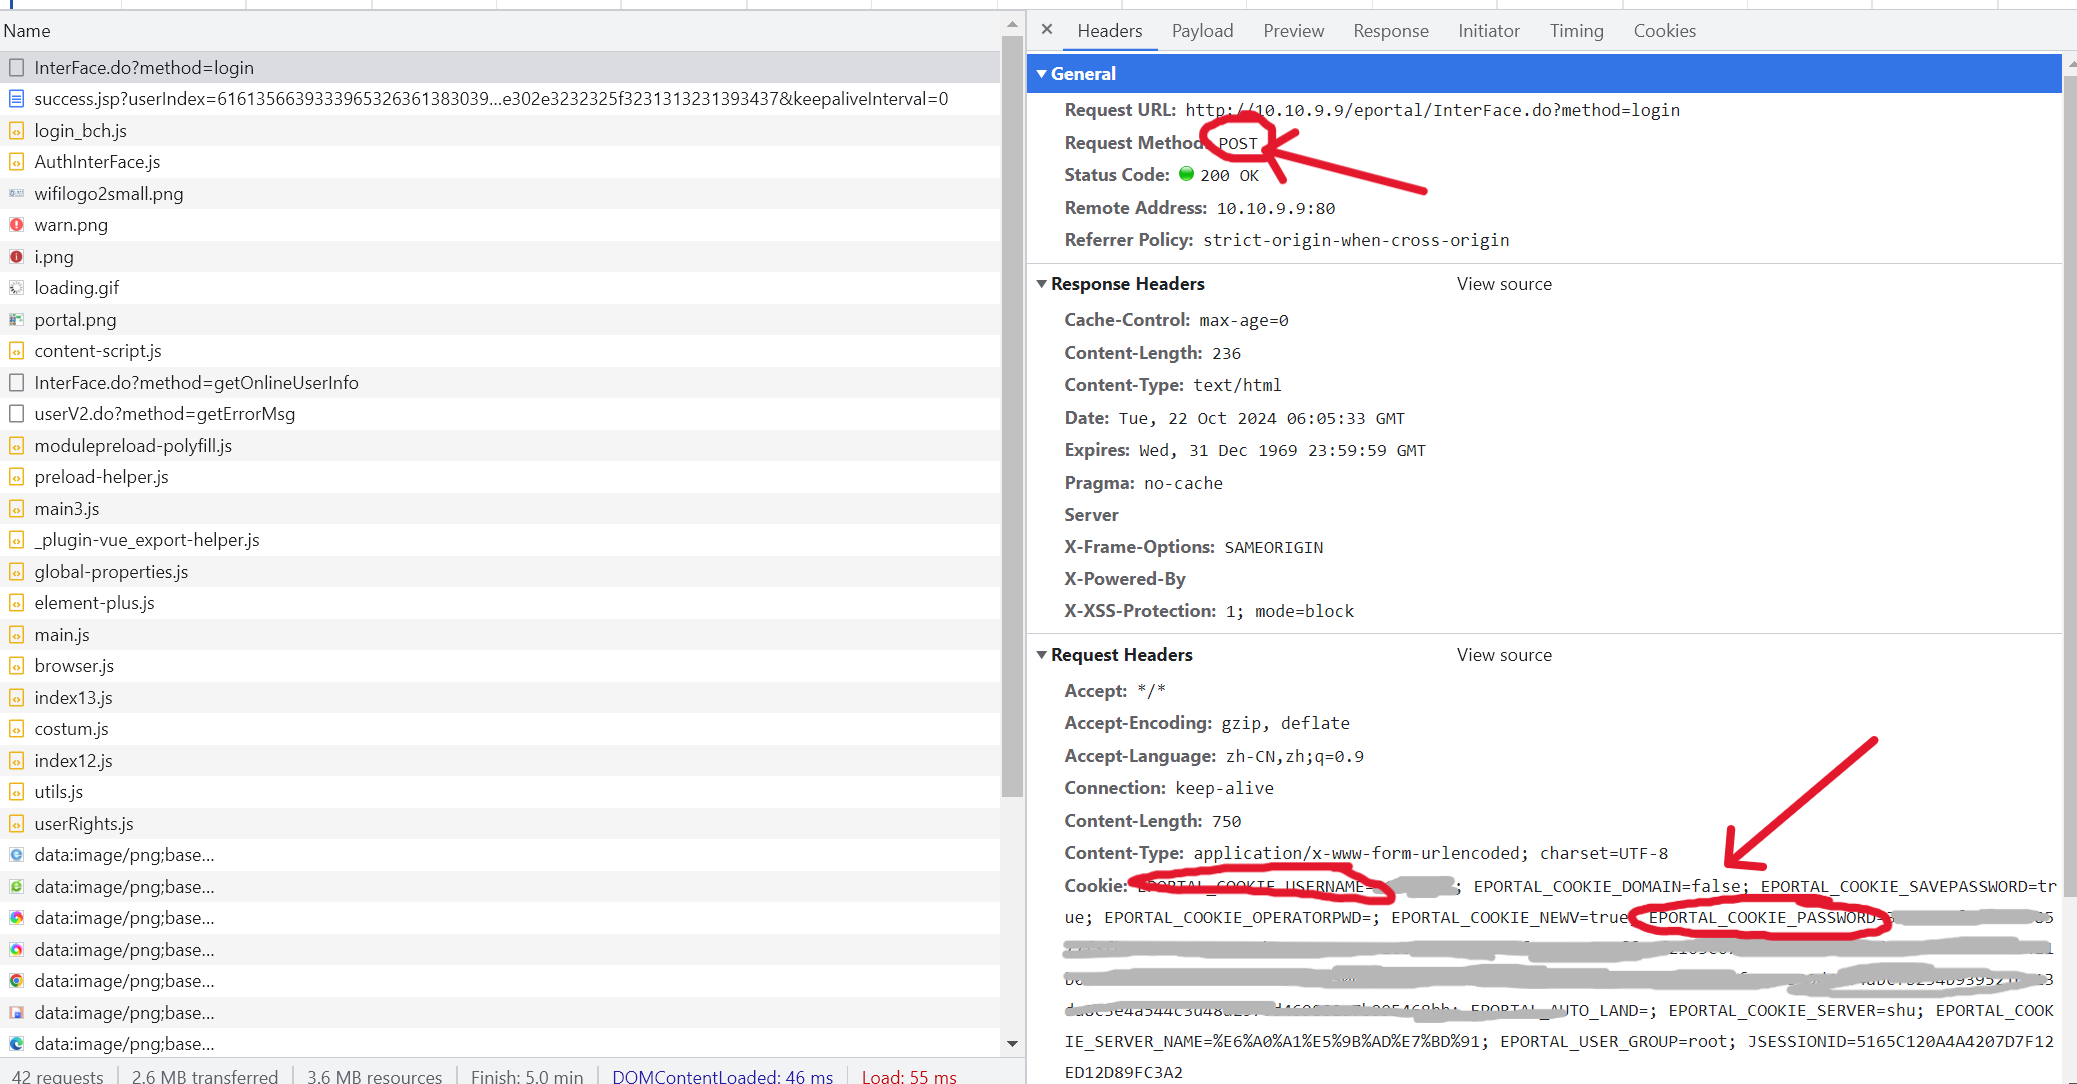 Name
InterFace.do?method=login
success.jsp?userIndex=6161356639333965326361383039...e302e3232325f3231313231393437&keepaliveInterval=0
login_bch.js
AuthInterFace.js
wifilogo2small.png
warn.png
i.png
loading.gif
portal.png
content-script.js
InterFace.do?method=getOnlineUserInfo
userV2.do?method=getErrorMsg
modulepreload-polyfill.js
preload-helper.js
main3.js
_plugin-vue_export-helper.js
global-properties.js
element-plus.js
main.js
browser.js
index13.js
costum.js
index12.js
utils.js
userRights.js
data:image/png;base...
data:image/png;base...
data:image/png;base...
data:image/png;base...
data:image/png;base...
data:image/png;base...
data:image/png;base...
42 requests 2.6 MB transferred 3.6 MB resources Finish: 5.0 min DOMContentLoaded: 46 ms Load: 55 ms
× Headers Payload Preview Response Initiator Timing Cookies
General
Request URL: http://10.10.9.9/eportal/InterFace.do?method=login
Request Method: POST
Status Code: 200 OK
Remote Address: 10.10.9.9:80
Referrer Policy: strict-origin-when-cross-origin
Response Headers View source
Cache-Control: max-age=0
Content-Length: 236
Content-Type: text/html
Date: Tue, 22 Oct 2024 06:05:33 GMT
Expires: Wed, 31 Dec 1969 23:59:59 GMT
Pragma: no-cache
Server
X-Frame-Options: SAMEORIGIN
X-Powered-By
X-XSS-Protection: 1; mode=block
Request Headers View source
Accept: */*
Accept-Encoding: gzip, deflate
Accept-Language: zh-CN,zh;q=0.9
Connection: keep-alive
Content-Length: 750
Content-Type: application/x-www-form-urlencoded; charset=UTF-8
Cookie: EPORTAL_COOKIE_USERNAME= ; EPORTAL_COOKIE_DOMAIN=false; EPORTAL_COOKIE_SAVEPASSWORD=tr
ue; EPORTAL_COOKIE_OPERATORPWD=; EPORTAL_COOKIE_NEWV=true; EPORTAL_COOKIE_PASSWORD=
EPORTAL_AUTO_LAND=; EPORTAL_COOKIE_SERVER=shu; EPORTAL_COOK
IE_SERVER_NAME=%E6%A0%A1%E5%9B%AD%E7%BD%91; EPORTAL_USER_GROUP=root; JSESSIONID=5165C120A4A4207D7F12
ED12D89FC3A2